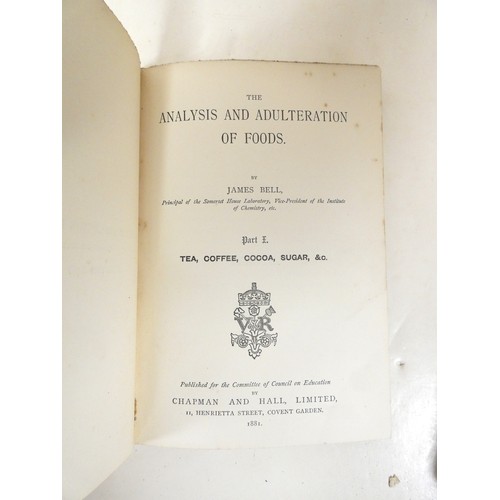 THE
ANALYSIS AND ADULTERATION
OF FOODS.
BY
JAMES BELL,
Principal of the Somerset House Laboratory, Vice-President of the Institute
of Chemistry, etc.
Part I.
TEA, COFFEE, COCOA, SUGAR, &c.
V R
Published for the Committee of Council on Education
BY
CHAPMAN AND HALL, LIMITED,
11, HENRIETTA STREET, COVENT GARDEN.
1881.